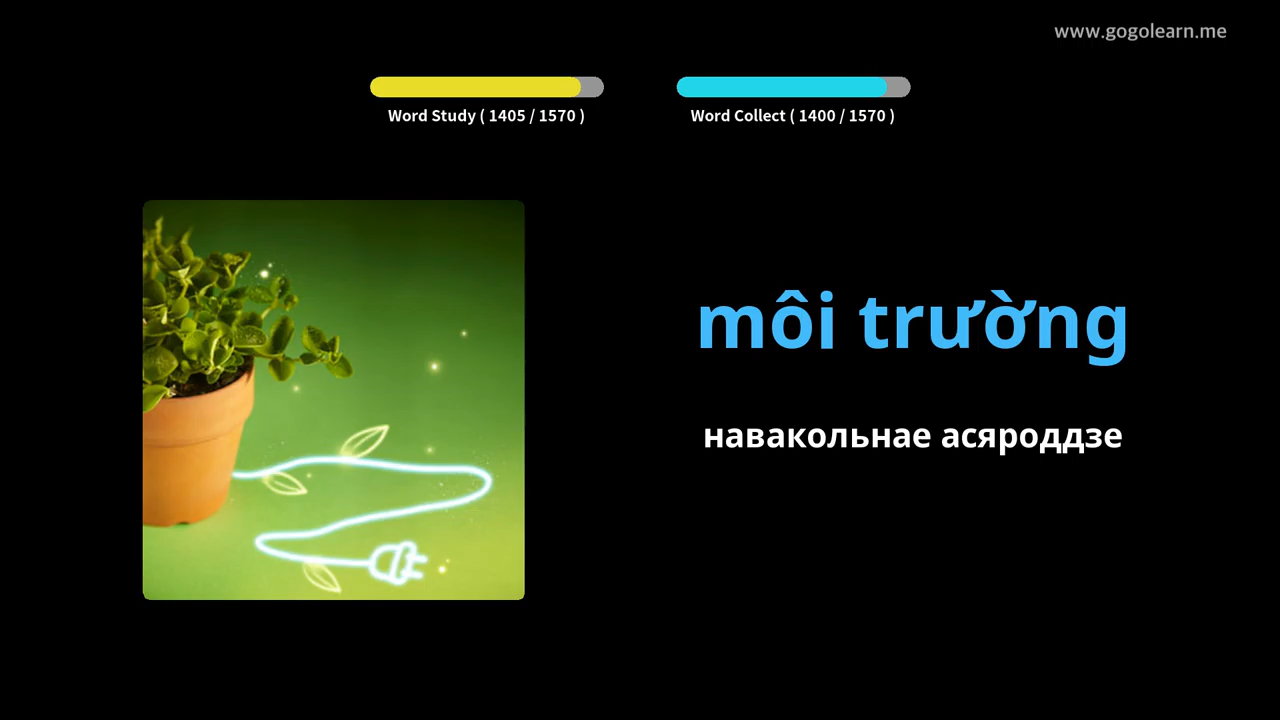 www.gogolearn.me
Word Study ( 1405 / 1570 )
Word Collect ( 1400 / 1570 )
môi trường
навакольнае асяроддзе